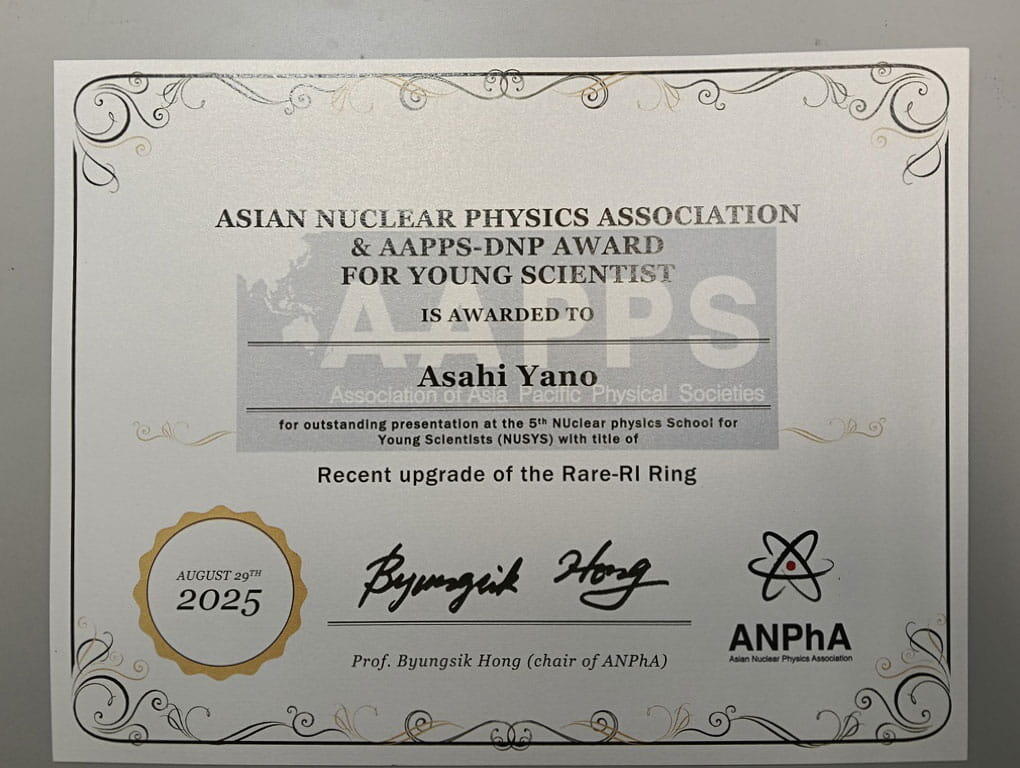 ASIAN NUCLEAR PHYSICS ASSOCIATION
& AAPPS-DNP AWARD
FOR YOUNG SCIENTIST
IS AWARDED TO
AAPPS
Asahi Yano
Association of Asia Pacific Physical Societies
for outstanding presentation at the 5th NUclear physics School for
Young Scientists (NUSYS) with title of
Recent upgrade of the Rare-RI Ring
AUGUST 29TH
2025
Byungsik Hong
Prof. Byungsik Hong (chair of ANPhA)
ANPhA
Asian Nuclear Physics Association